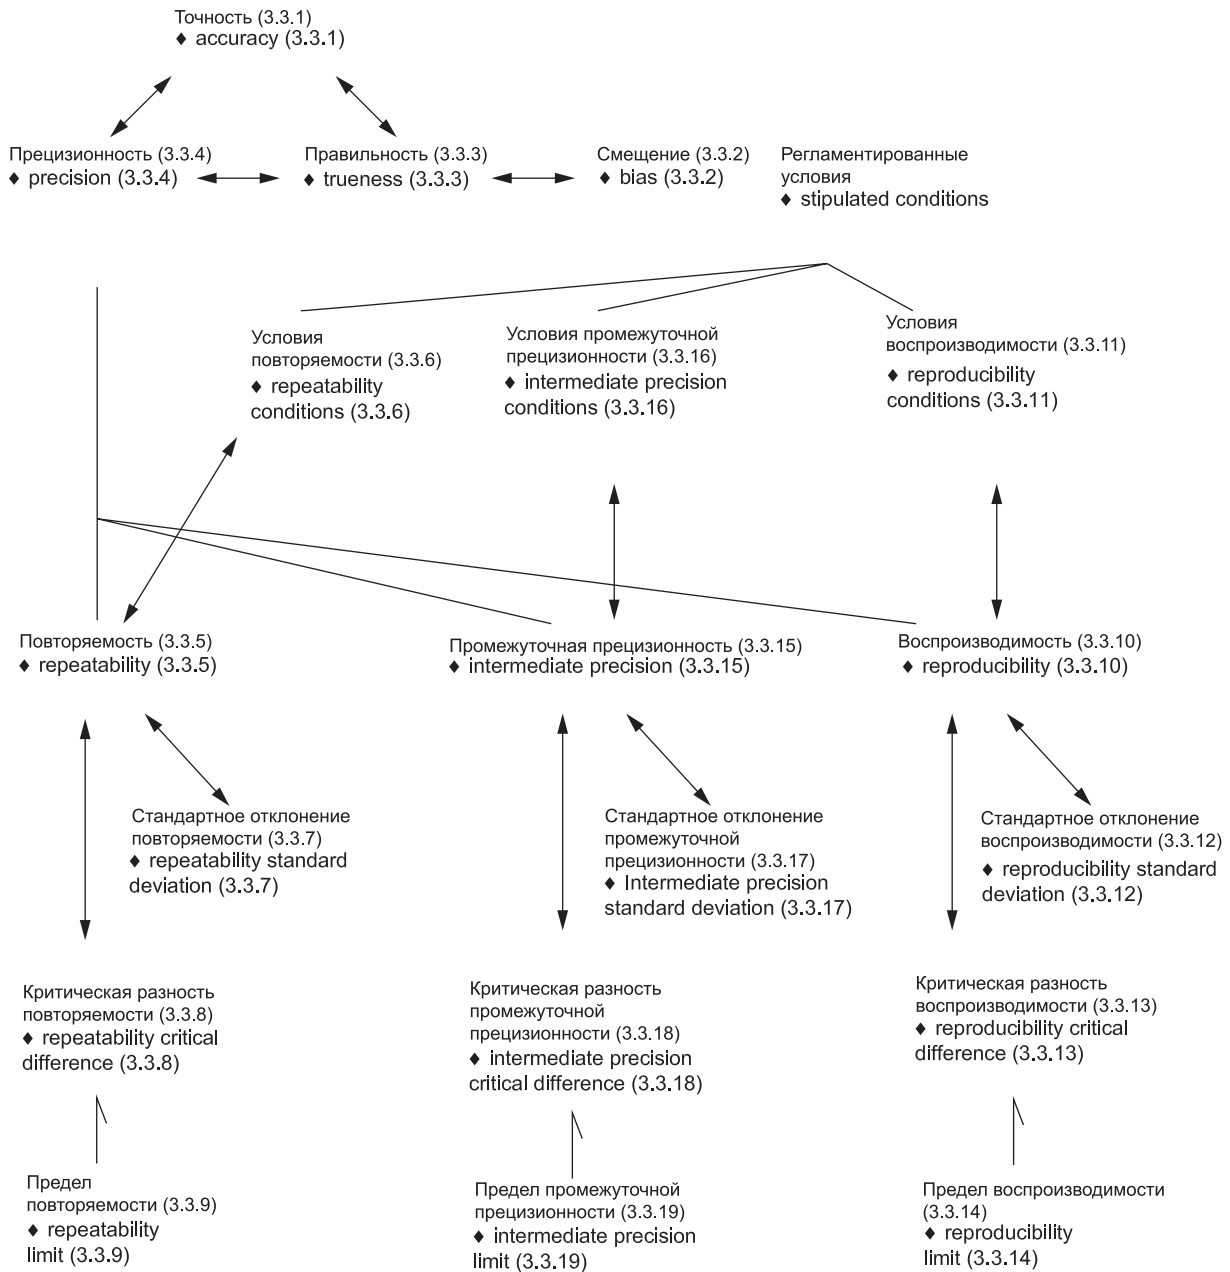 Точность (3.3.1)
♦ accuracy (3.3.1)
Прецизионность (3.3.4)
♦ precision (3.3.4)
Правильность (3.3.3)
♦ trueness (3.3.3)
Смещение (3.3.2)
♦ bias (3.3.2)
Регламентированные
условия
♦ stipulated conditions
Условия
повторяемости (3.3.6)
♦ repeatability
conditions (3.3.6)
Условия промежуточной
прецизионности (3.3.16)
♦ intermediate precision
conditions (3.3.16)
Условия
воспроизводимости (3.3.11)
♦ reproducibility
conditions (3.3.11)
Повторяемость (3.3.5)
♦ repeatability (3.3.5)
Промежуточная прецизионность (3.3.15)
♦ intermediate precision (3.3.15)
Воспроизводимость (3.3.10)
♦ reproducibility (3.3.10)
Стандартное отклонение
повторяемости (3.3.7)
♦ repeatability standard
deviation (3.3.7)
Стандартное отклонение
промежуточной
прецизионности (3.3.17)
♦ Intermediate precision
standard deviation (3.3.17)
Стандартное отклонение
воспроизводимости (3.3.12)
♦ reproducibility standard
deviation (3.3.12)
Критическая разность
повторяемости (3.3.8)
♦ repeatability critical
difference (3.3.8)
Критическая разность
промежуточной
прецизионности (3.3.18)
♦ intermediate precision
critical difference (3.3.18)
Критическая разность
воспроизводимости (3.3.13)
♦ reproducibility critical
difference (3.3.13)
Предел
повторяемости (3.3.9)
♦ repeatability
limit (3.3.9)
Предел промежуточной
прецизионности (3.3.19)
♦ intermediate precision
limit (3.3.19)
Предел воспроизводимости
(3.3.14)
♦ reproducibility
limit (3.3.14)